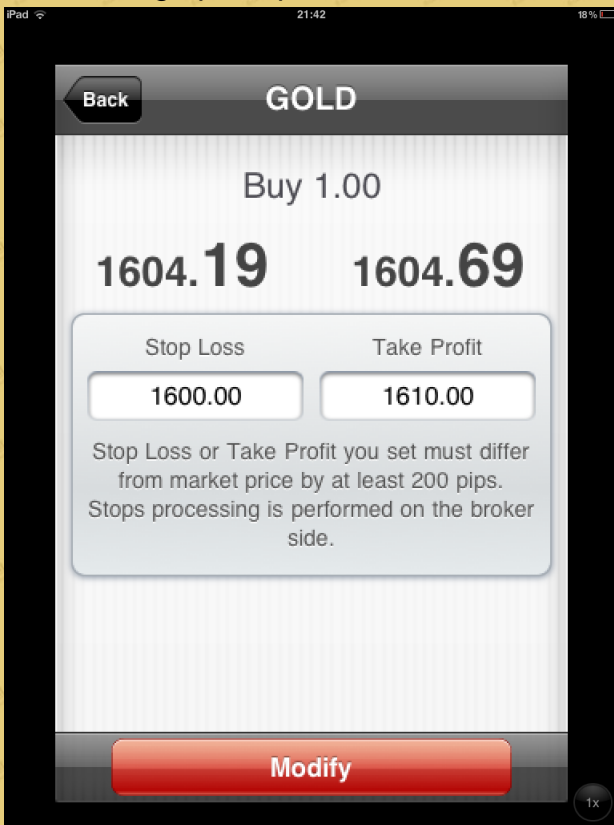 iPad 21:42 18%
Back GOLD
Buy 1.00
1604.19 1604.69
Stop Loss Take Profit
1600.00 1610.00
Stop Loss or Take Profit you set must differ
from market price by at least 200 pips.
Stops processing is performed on the broker
side.
Modify
1x